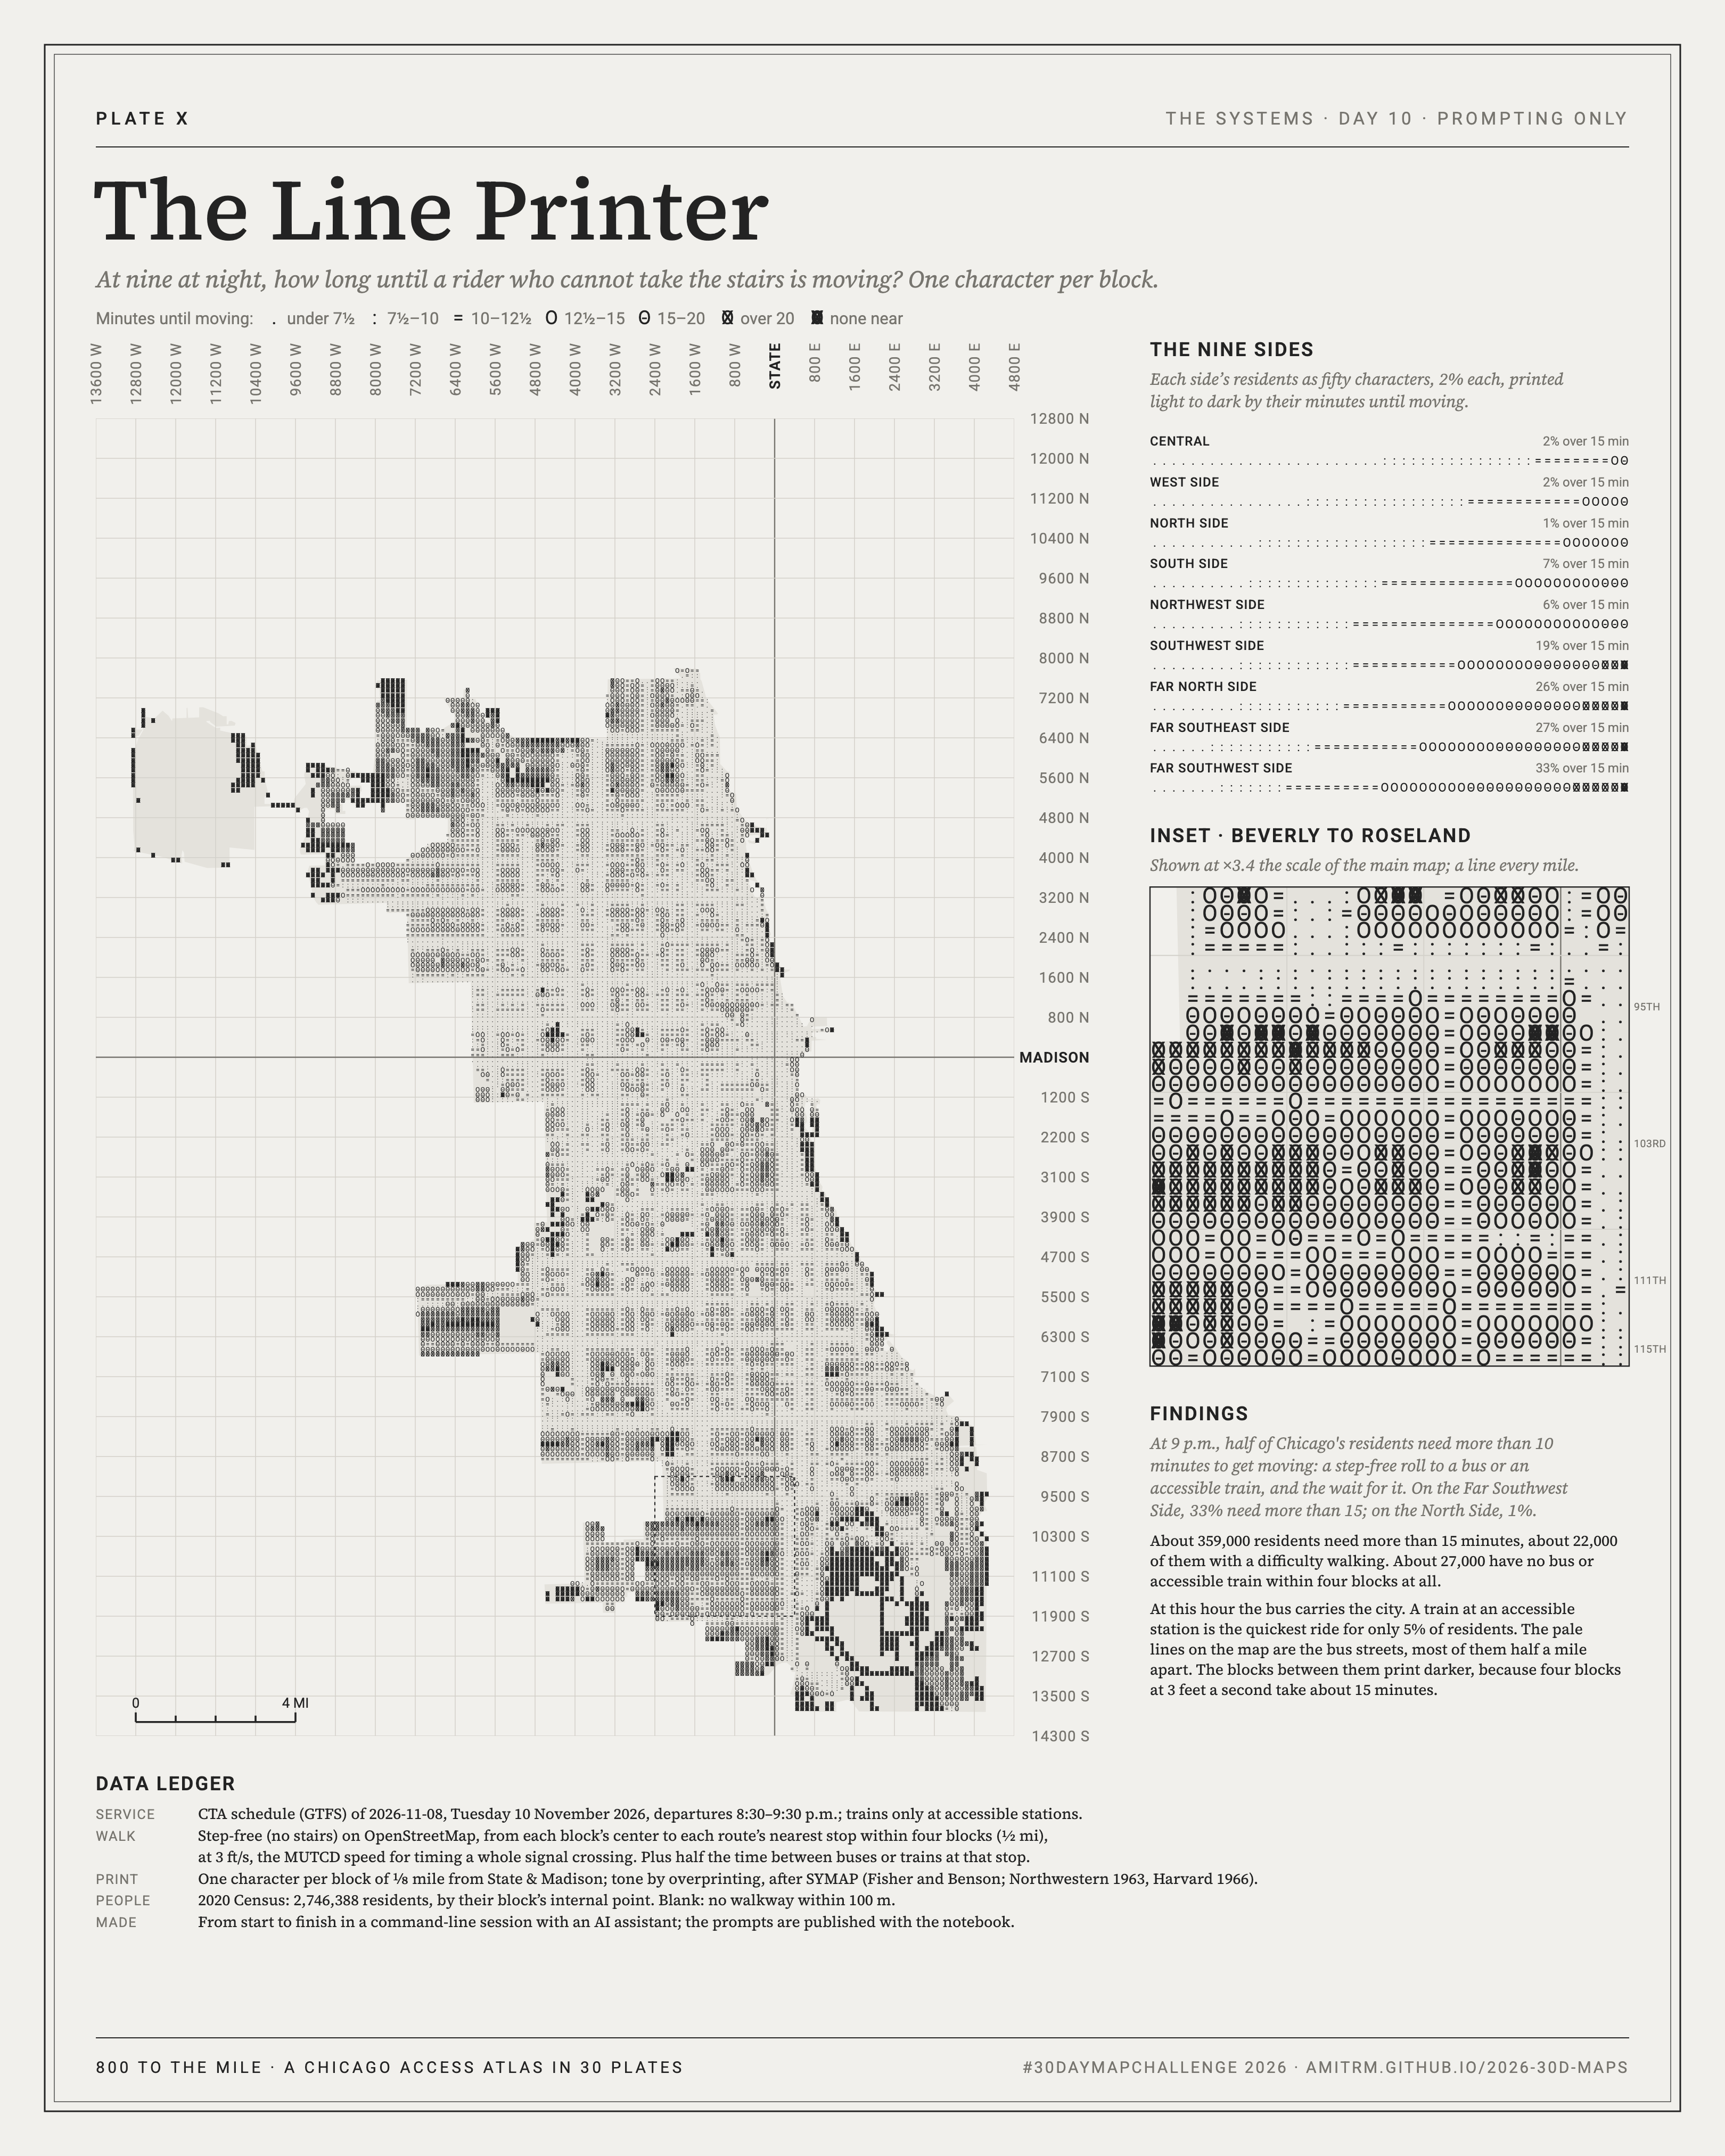 PLATE X
THE SYSTEMS · DAY 10 · PROMPTING ONLY
The Line Printer
At nine at night, how long until a rider who cannot take the stairs is moving? One character per block.
Minutes until moving: . under 7½ : 7½–10 = 10–12½ O 12½–15 15–20 over 20 none near
13600 W
12800 W
12000 W
11200 W
10400 W
9600 W
8800 W
8000 W
7200 W
6400 W
5600 W
4800 W
4000 W
3200 W
2400 W
1600 W
800 W
STATE
800 E
1600 E
2400 E
3200 E
4000 E
4800 E
12800 N
12000 N
11200 N
10400 N
9600 N
8800 N
8000 N
7200 N
6400 N
5600 N
4800 N
4000 N
3200 N
2400 N
1600 N
800 N
MADISON
1200 S
2200 S
3100 S
3900 S
4700 S
5500 S
6300 S
7100 S
7900 S
8700 S
9500 S
10300 S
11100 S
11900 S
12700 S
13500 S
14300 S
0 4 MI
THE NINE SIDES
Each side's residents as fifty characters, 2% each, printed
light to dark by their minutes until moving.
CENTRAL 2% over 15 min
WEST SIDE 2% over 15 min
NORTH SIDE 1% over 15 min
SOUTH SIDE 7% over 15 min
NORTHWEST SIDE 6% over 15 min
SOUTHWEST SIDE 19% over 15 min
FAR NORTH SIDE 26% over 15 min
FAR SOUTHEAST SIDE 27% over 15 min
FAR SOUTHWEST SIDE 33% over 15 min
INSET · BEVERLY TO ROSELAND
Shown at ×3.4 the scale of the main map; a line every mile.
95TH
103RD
111TH
115TH
FINDINGS
At 9 p.m., half of Chicago's residents need more than 10
minutes to get moving: a step-free roll to a bus or an
accessible train, and the wait for it. On the Far Southwest
Side, 33% need more than 15; on the North Side, 1%.
About 359,000 residents need more than 15 minutes, about 22,000
of them with a difficulty walking. About 27,000 have no bus or
accessible train within four blocks at all.
At this hour the bus carries the city. A train at an accessible
station is the quickest ride for only 5% of residents. The pale
lines on the map are the bus streets, most of them half a mile
apart. The blocks between them print darker, because four blocks
at 3 feet a second take about 15 minutes.
DATA LEDGER
SERVICE CTA schedule (GTFS) of 2026-11-08, Tuesday 10 November 2026, departures 8:30–9:30 p.m.; trains only at accessible stations.
WALK Step-free (no stairs) on OpenStreetMap, from each block's center to each route's nearest stop within four blocks (½ mi),
at 3 ft/s, the MUTCD speed for timing a whole signal crossing. Plus half the time between buses or trains at that stop.
PRINT One character per block of ⅛ mile from State & Madison; tone by overprinting, after SYMAP (Fisher and Benson; Northwestern 1963, Harvard 1966).
PEOPLE 2020 Census: 2,746,388 residents, by their block's internal point. Blank: no walkway within 100 m.
MADE From start to finish in a command-line session with an AI assistant; the prompts are published with the notebook.
800 TO THE MILE · A CHICAGO ACCESS ATLAS IN 30 PLATES
#30DAYMAPCHALLENGE 2026 · AMITRM.GITHUB.IO/2026-30D-MAPS